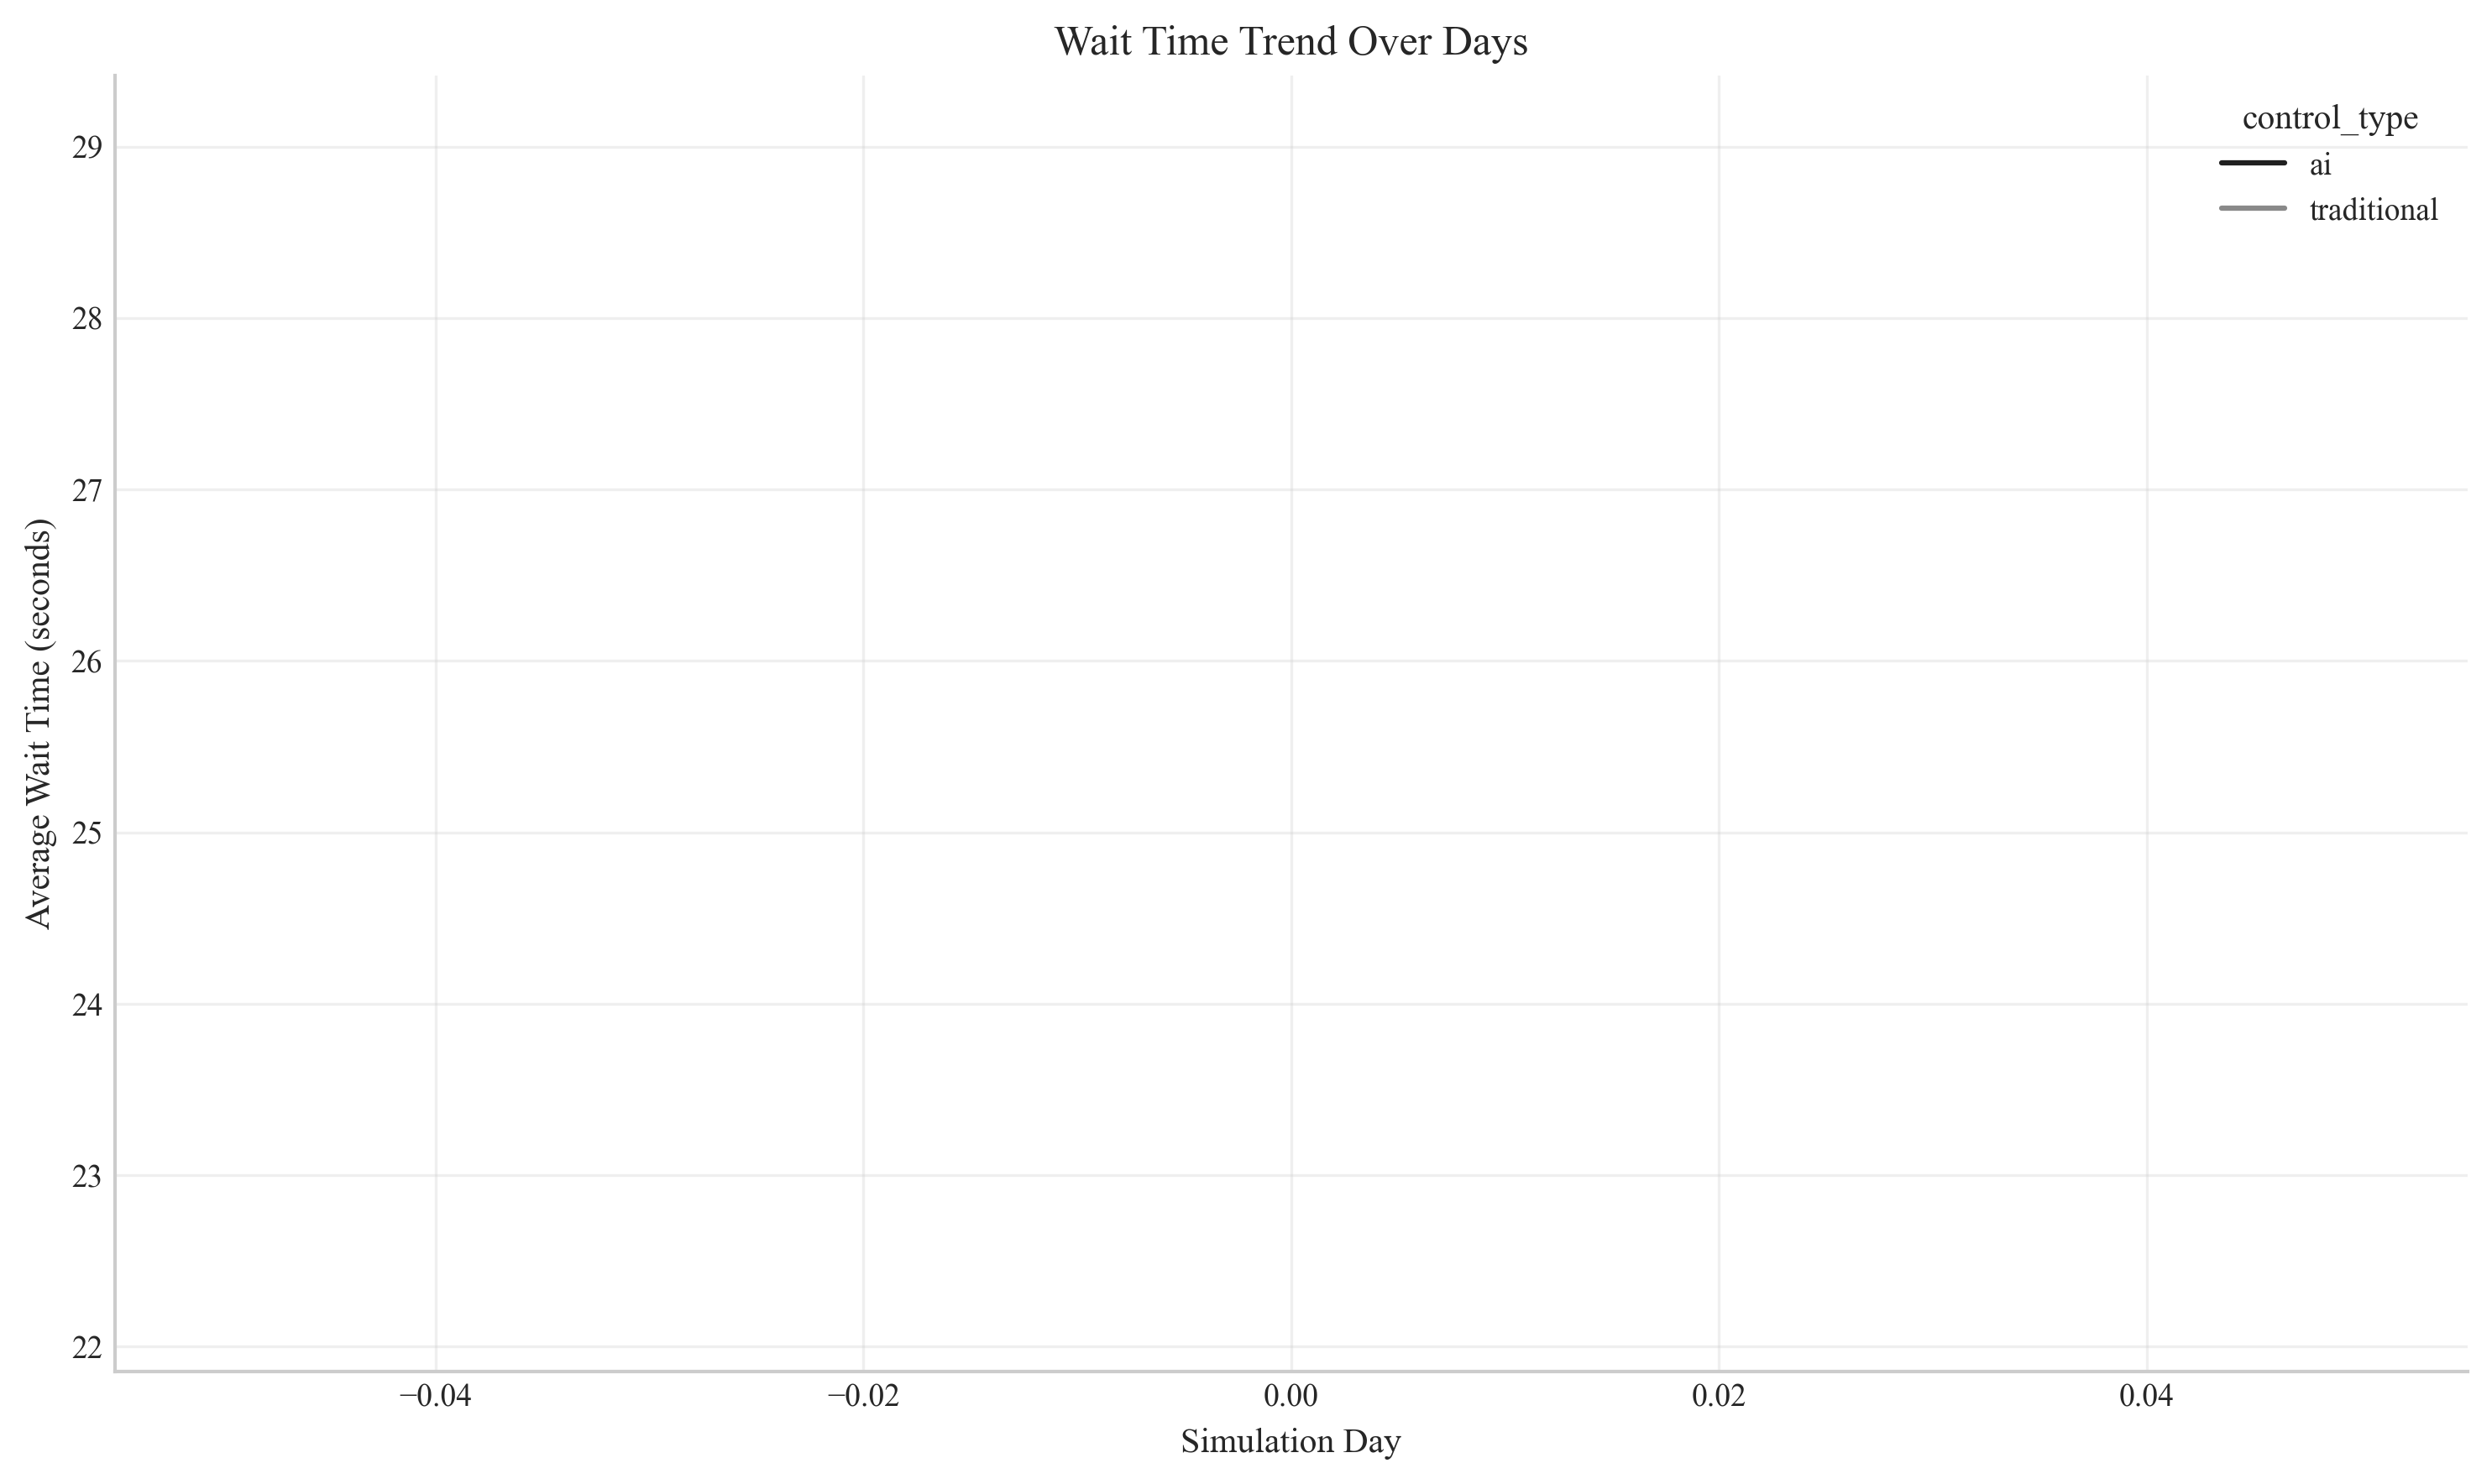 Wait Time Trend Over Days
control_type
ai
traditional
Average Wait Time (seconds)
29
28
27
26
25
24
23
22
−0.04
−0.02
0.00
0.02
0.04
Simulation Day